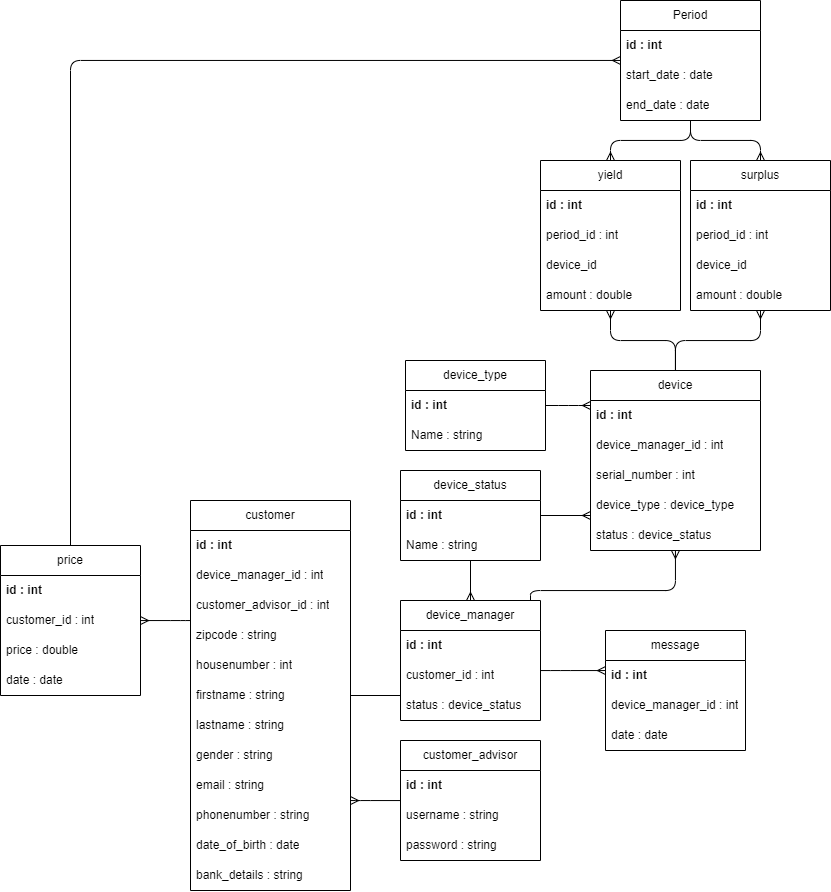 Period
id : int
start_date : date
end_date : date
yield
id : int
period_id : int
device_id
amount : double
surplus
id : int
period_id : int
device_id
amount : double
device_type
id : int
Name : string
device
id : int
device_manager_id : int
serial_number : int
device_type : device_type
status : device_status
device_status
id : int
Name : string
customer
id : int
device_manager_id : int
customer_advisor_id : int
zipcode : string
housenumber : int
firstname : string
lastname : string
gender : string
email : string
phonenumber : string
date_of_birth : date
bank_details : string
price
id : int
customer_id : int
price : double
date : date
device_manager
id : int
customer_id : int
status : device_status
message
id : int
device_manager_id : int
date : date
customer_advisor
id : int
username : string
password : string